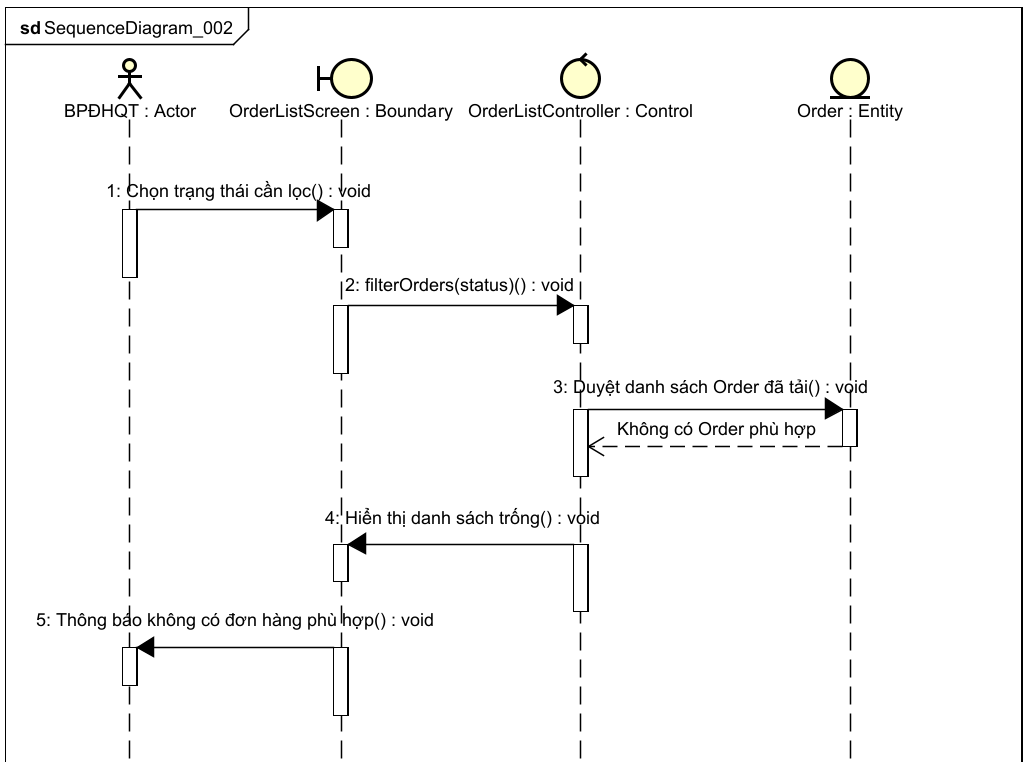 sd SequenceDiagram_002
BPĐHQT : Actor
OrderListScreen : Boundary
OrderListController : Control
Order : Entity
1: Chọn trạng thái cần lọc() : void
2: filterOrders(status)() : void
3: Duyệt danh sách Order đã tải() : void
Không có Order phù hợp
4: Hiển thị danh sách trống() : void
5: Thông báo không có đơn hàng phù hợp() : void